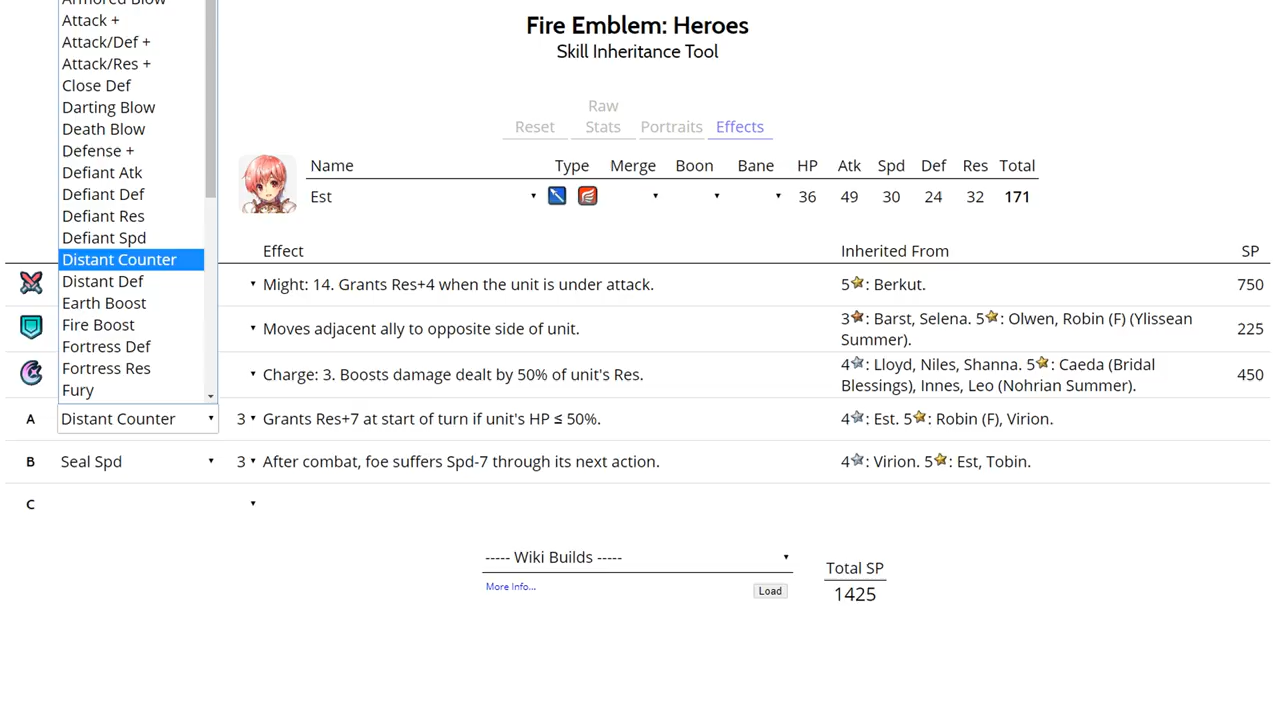 Armored Blow
Attack +
Attack/Def +
Attack/Res +
Close Def
Darting Blow
Death Blow
Defense +
Defiant Atk
Defiant Def
Defiant Res
Defiant Spd
Distant Counter
Distant Def
Earth Boost
Fire Boost
Fortress Def
Fortress Res
Fury
Fire Emblem: Heroes
Skill Inheritance Tool
Reset Raw Stats Portraits Effects
Name Type Merge Boon Bane HP Atk Spd Def Res Total
Est 36 49 30 24 32 171
Effect Inherited From SP
Might: 14. Grants Res+4 when the unit is under attack. 5: Berkut. 750
Moves adjacent ally to opposite side of unit. 3: Barst, Selena. 5: Olwen, Robin (F) (Ylissean 225
Summer).
Charge: 3. Boosts damage dealt by 50% of unit's Res. 4: Lloyd, Niles, Shanna. 5: Caeda (Bridal 450
Blessings), Innes, Leo (Nohrian Summer).
A Distant Counter 3 Grants Res+7 at start of turn if unit's HP ≤ 50%. 4: Est. 5: Robin (F), Virion.
B Seal Spd 3 After combat, foe suffers Spd-7 through its next action. 4: Virion. 5: Est, Tobin.
C
----- Wiki Builds -----
More Info...
Load
Total SP
1425